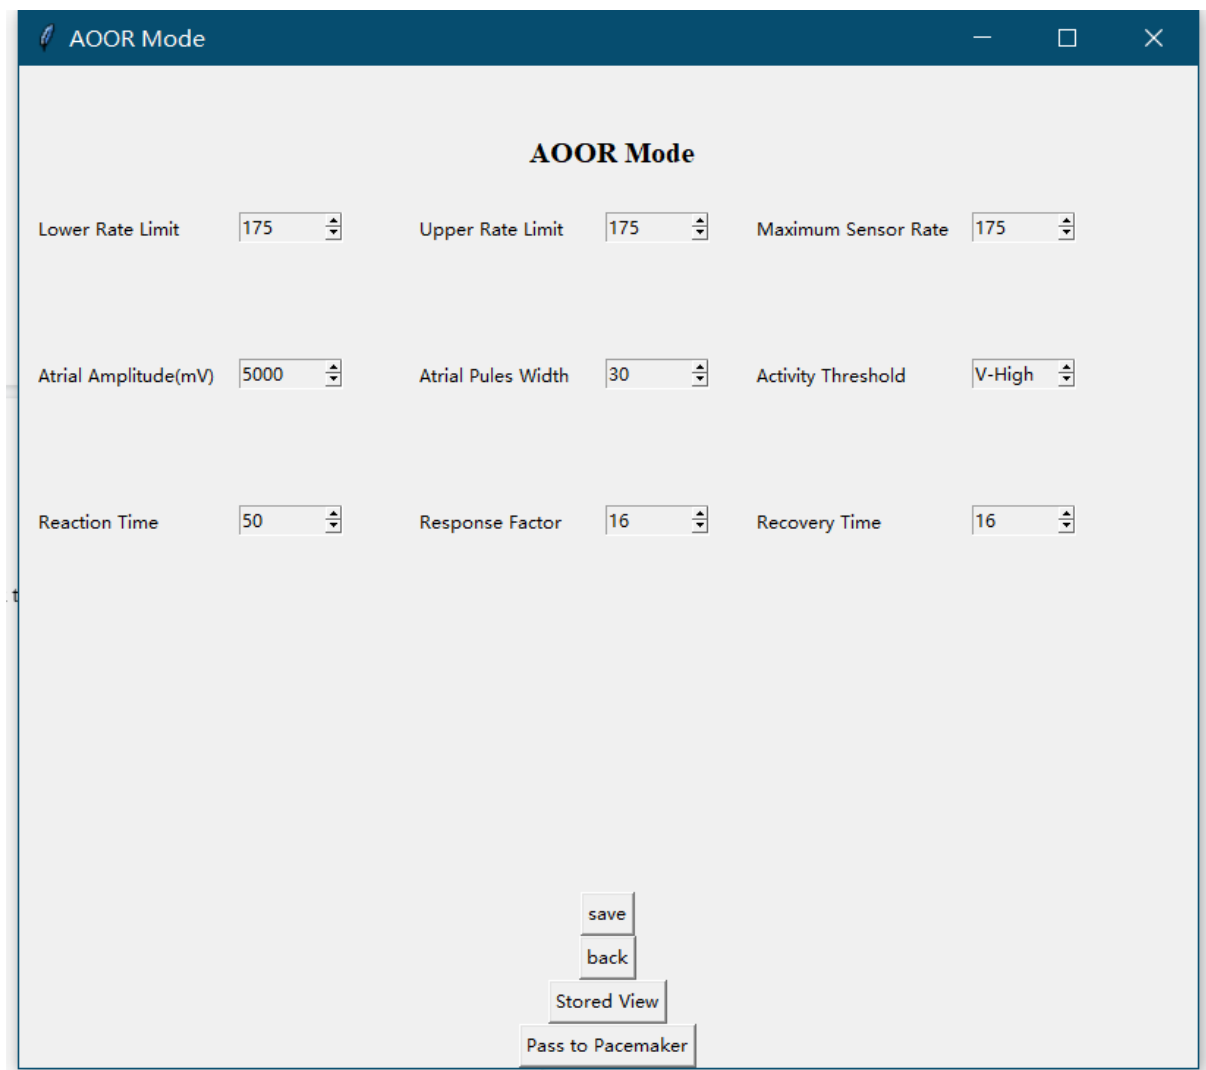 AOOR Mode
AOOR Mode
Lower Rate Limit 175 Upper Rate Limit 175 Maximum Sensor Rate 175
Atrial Amplitude(mV) 5000 Atrial Pules Width 30 Activity Threshold V-High
Reaction Time 50 Response Factor 16 Recovery Time 16
t
save
back
Stored View
Pass to Pacemaker